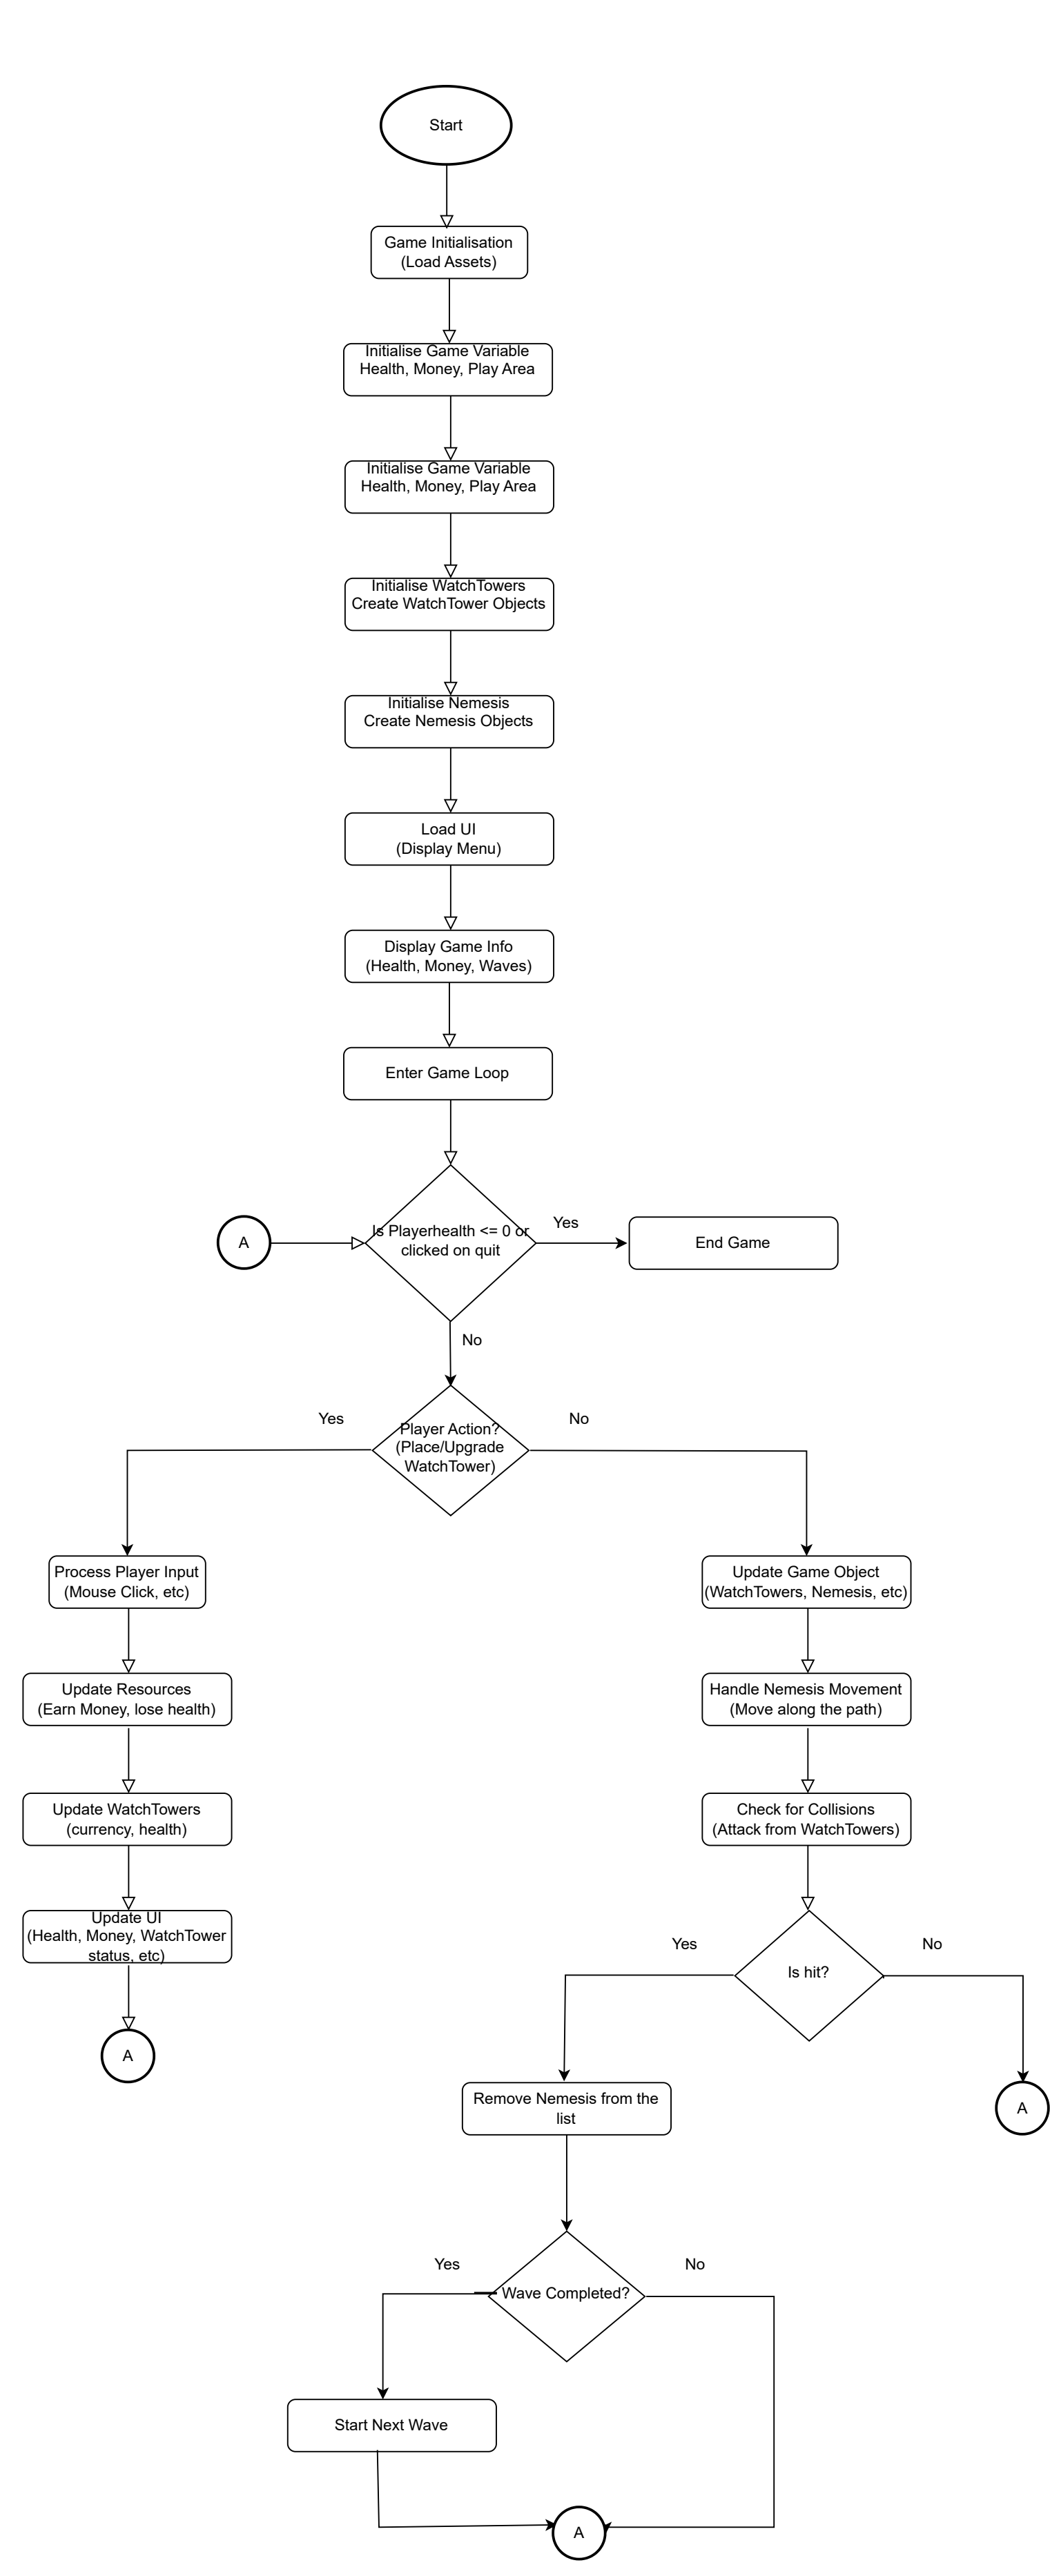 Start
Game Initialisation
(Load Assets)
Initialise Game Variable
Health, Money, Play Area
Initialise Game Variable
Health, Money, Play Area
Initialise WatchTowers
Create WatchTower Objects
Initialise Nemesis
Create Nemesis Objects
Load UI
(Display Menu)
Display Game Info
(Health, Money, Waves)
Enter Game Loop
A
Is Playerhealth <= 0 or
clicked on quit
Yes
End Game
No
Yes
Player Action?
(Place/Upgrade
WatchTower)
No
Process Player Input
(Mouse Click, etc)
Update Resources
(Earn Money, lose health)
Update WatchTowers
(currency, health)
Update UI
(Health, Money, WatchTower
status, etc)
A
Update Game Object
(WatchTowers, Nemesis, etc)
Handle Nemesis Movement
(Move along the path)
Check for Collisions
(Attack from WatchTowers)
Yes
Is hit?
No
A
Remove Nemesis from the
list
Yes
Wave Completed?
No
Start Next Wave
A